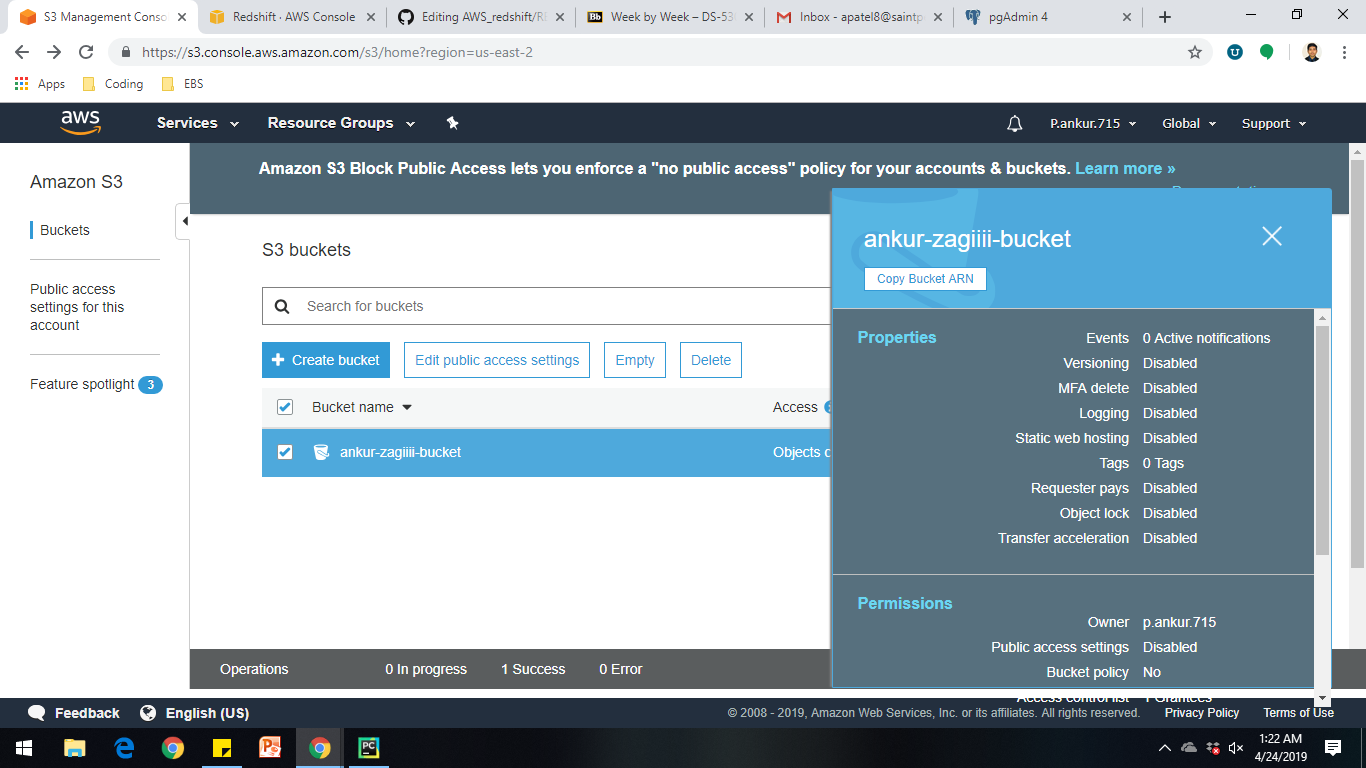 S3 Management Conso
Redshift · AWS Console
Editing AWS_redshift/RE
Bb Week by Week – DS-530
Inbox - apatel8@saintp
pgAdmin 4
https://s3.console.aws.amazon.com/s3/home?region=us-east-2
Apps Coding EBS
aws Services Resource Groups P.ankur.715 Global Support
Amazon S3
Buckets
Public access
settings for this
account
Feature spotlight 3
Amazon S3 Block Public Access lets you enforce a "no public access" policy for your accounts & buckets. Learn more »
S3 buckets
Search for buckets
+ Create bucket Edit public access settings Empty Delete
Bucket name Access
ankur-zagiiii-bucket Objects c
ankur-zagiiii-bucket
Copy Bucket ARN
Properties
Events 0 Active notifications
Versioning Disabled
MFA delete Disabled
Logging Disabled
Static web hosting Disabled
Tags 0 Tags
Requester pays Disabled
Object lock Disabled
Transfer acceleration Disabled
Permissions
Owner p.ankur.715
Public access settings Disabled
Bucket policy No
Access control list 1 Grantees
Operations 0 In progress 1 Success 0 Error
Feedback English (US)
© 2008 - 2019, Amazon Web Services, Inc. or its affiliates. All rights reserved. Privacy Policy Terms of Use
PC
1:22 AM
4/24/2019